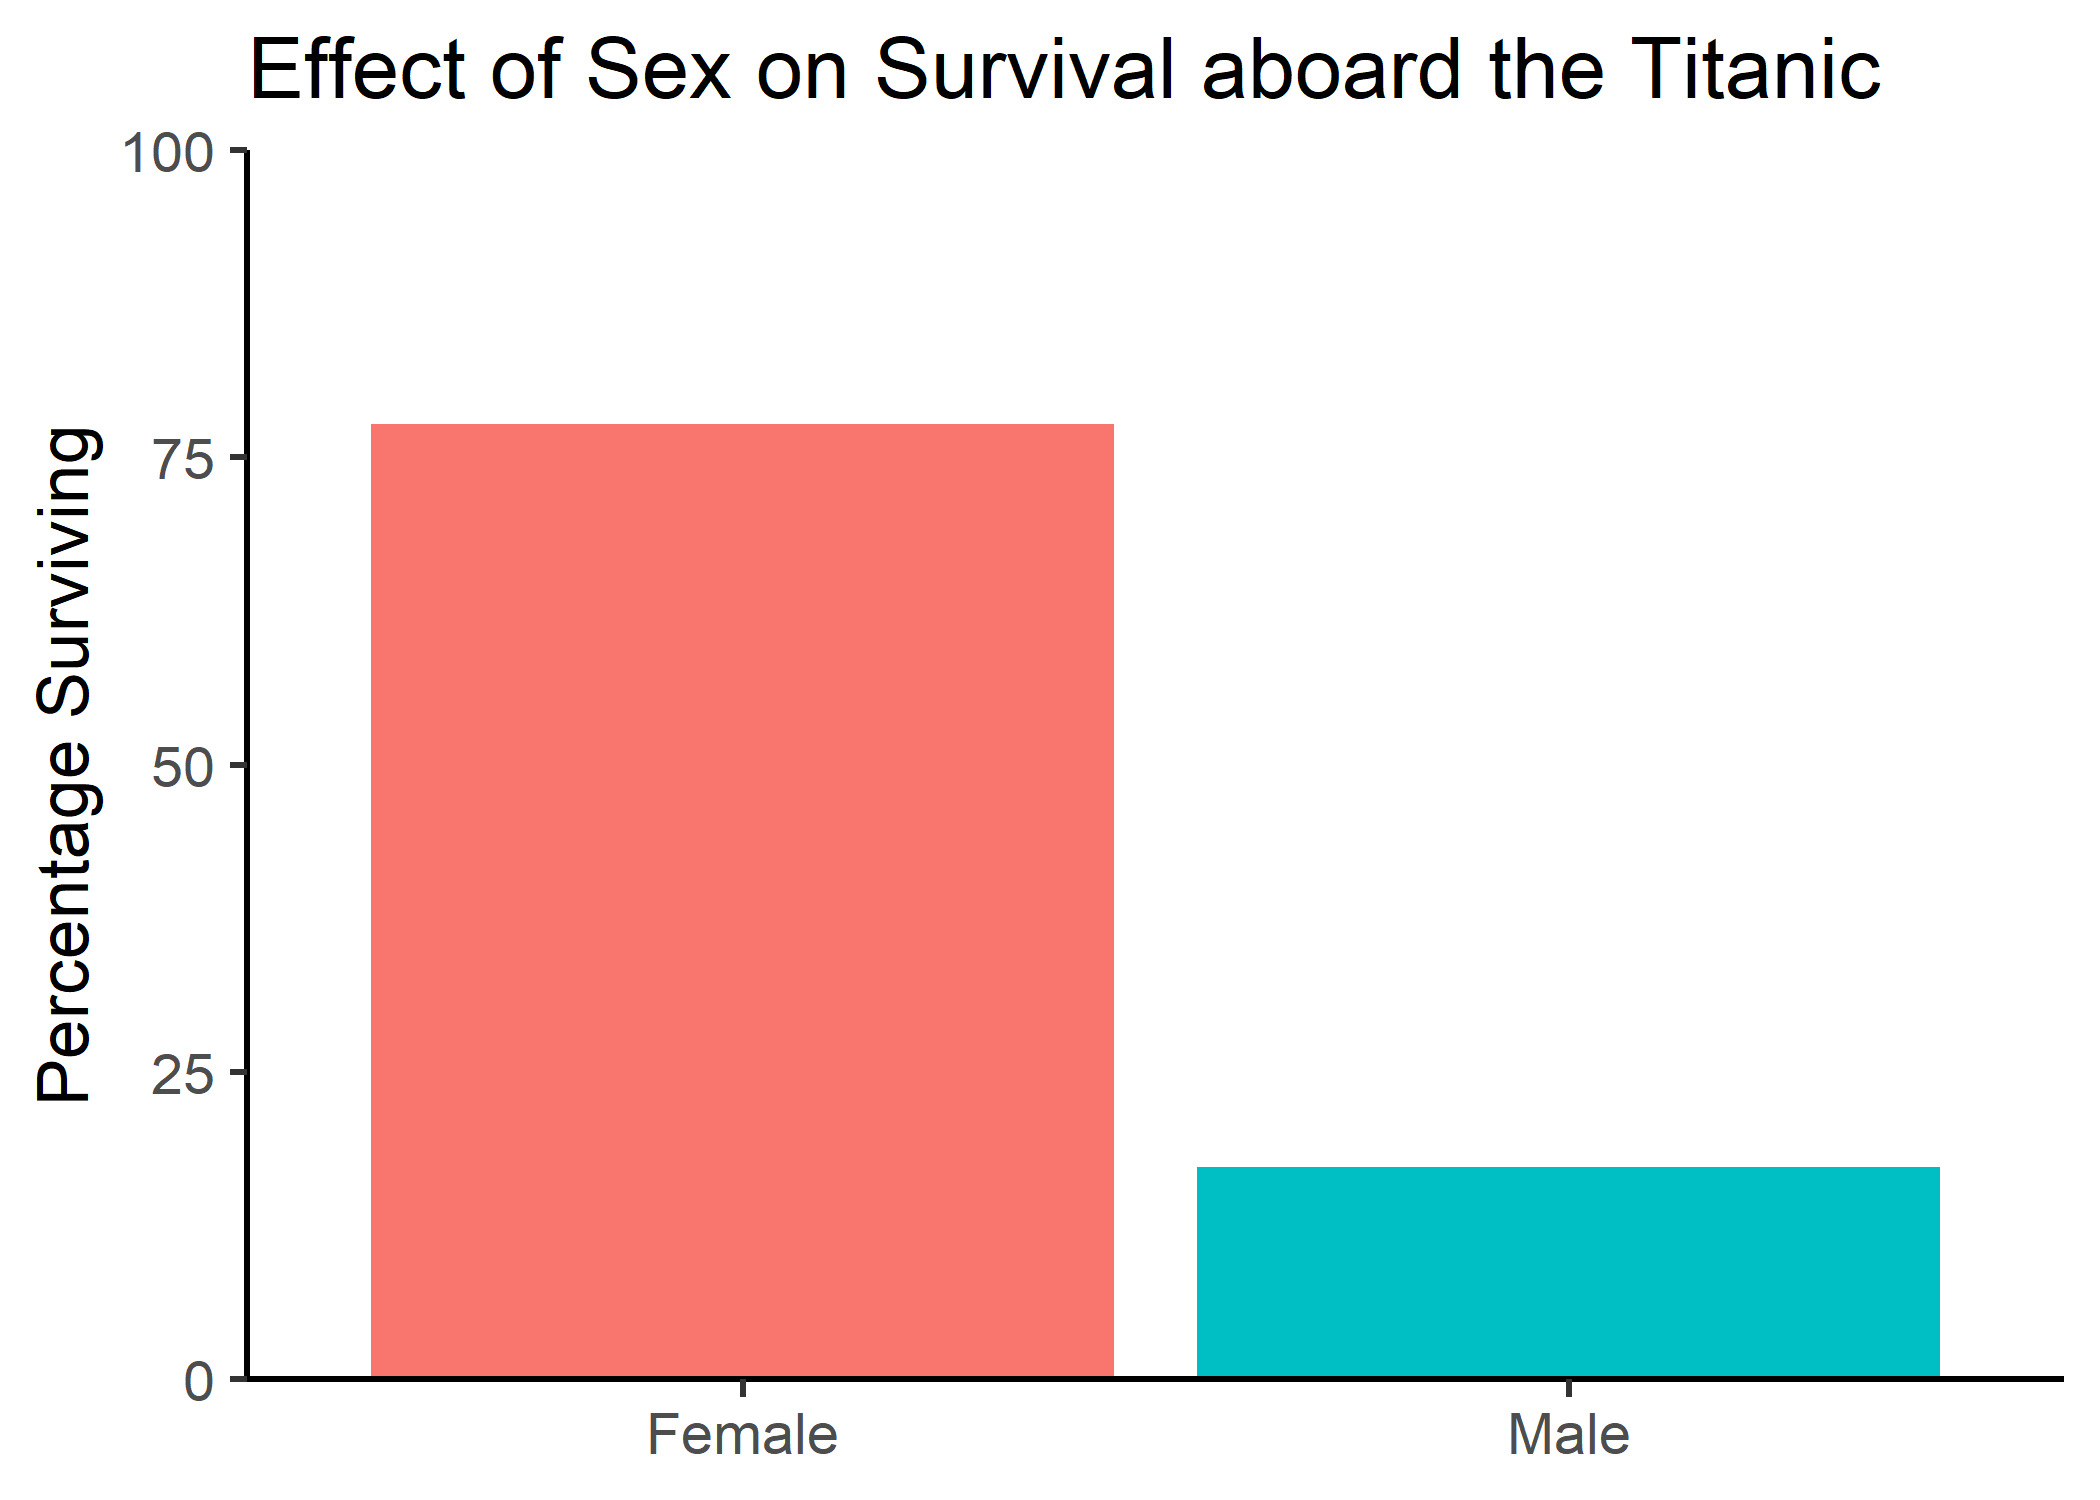 Effect of Sex on Survival aboard the Titanic
Percentage Surviving
100
75
50
25
0
Female
Male